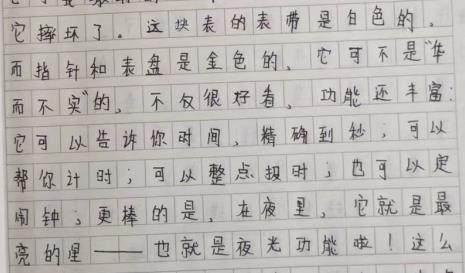 它摔坏了。这块表的表带是白色的,
而指针和表盘是金色的、它可不是“华
而不实”的、不仅很好看、功能还丰富:
它可以告诉你时间,精确到秒;可以
帮你计时;可以整点报时;也可以定
闹钟;更棒的是,在夜里,它就是最
亮的星——也就是夜光功能啦!这么